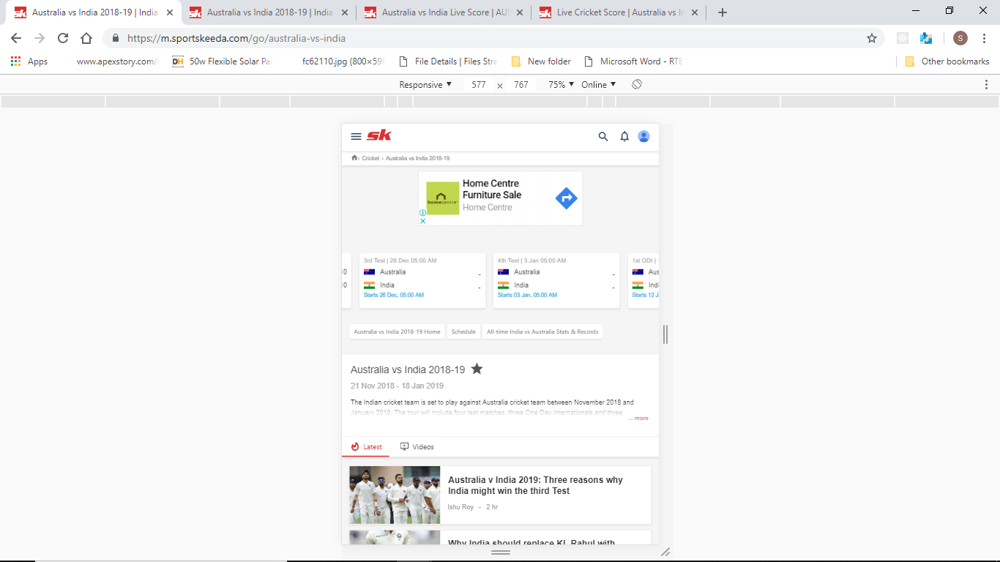 Australia vs India 2018-19 | India
Australia vs India 2018-19 | India
Australia vs India Live Score | AUS
Live Cricket Score | Australia vs In
https://m.sportskeeda.com/go/australia-vs-india
S
Apps
www.apexstory.com/
DH 50w Flexible Solar Pa
fc62110.jpg (800×598
File Details | Files Stre
New folder
Microsoft Word - RTE
Other bookmarks
Responsive ▼ 577 × 767 75% ▼ Online ▼
sk
Cricket › Australia vs India 2018-19
homecentre
Home Centre
Furniture Sale
Home Centre
3rd Test | 26 Dec 05:00 AM
Australia -
India -
Starts 26 Dec, 05:00 AM
4th Test | 3 Jan 05:00 AM
Australia -
India -
Starts 03 Jan, 05:00 AM
1st ODI |
Aus
Indi
Starts 12 J
Australia vs India 2018-19 Home
Schedule
All-time India vs Australia Stats & Records
Australia vs India 2018-19 ★
21 Nov 2018 - 18 Jan 2019
The Indian cricket team is set to play against Australia cricket team between November 2018 and
January 2019. The tour will include four test matches, three One Day Internationals and three
... more
Latest
Videos
Australia v India 2019: Three reasons why
India might win the third Test
Ishu Roy - 2 hr
Why India should replace KL Rahul with